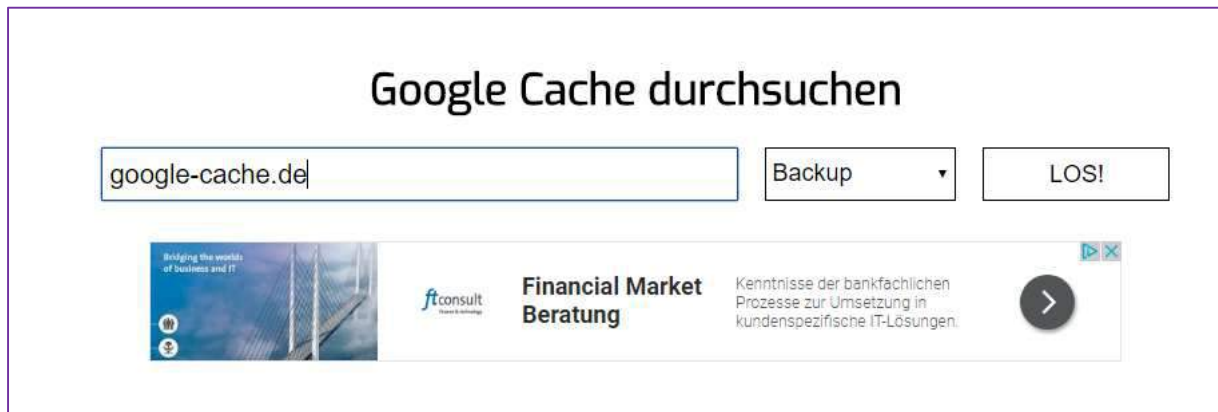 Google Cache durchsuchen
google-cache.de
Backup
LOS!
Bridging the worlds
of business and IT
ftconsult
Financial Market
Beratung
Kenntnisse der bankfachlichen
Prozesse zur Umsetzung in
kundenspezifische IT-Lösungen.